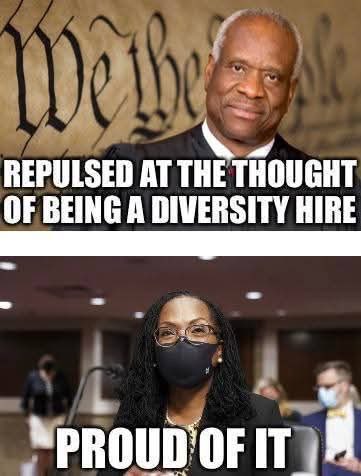 We the People
REPULSED AT THE THOUGHT
OF BEING A DIVERSITY HIRE
PROUD OF IT